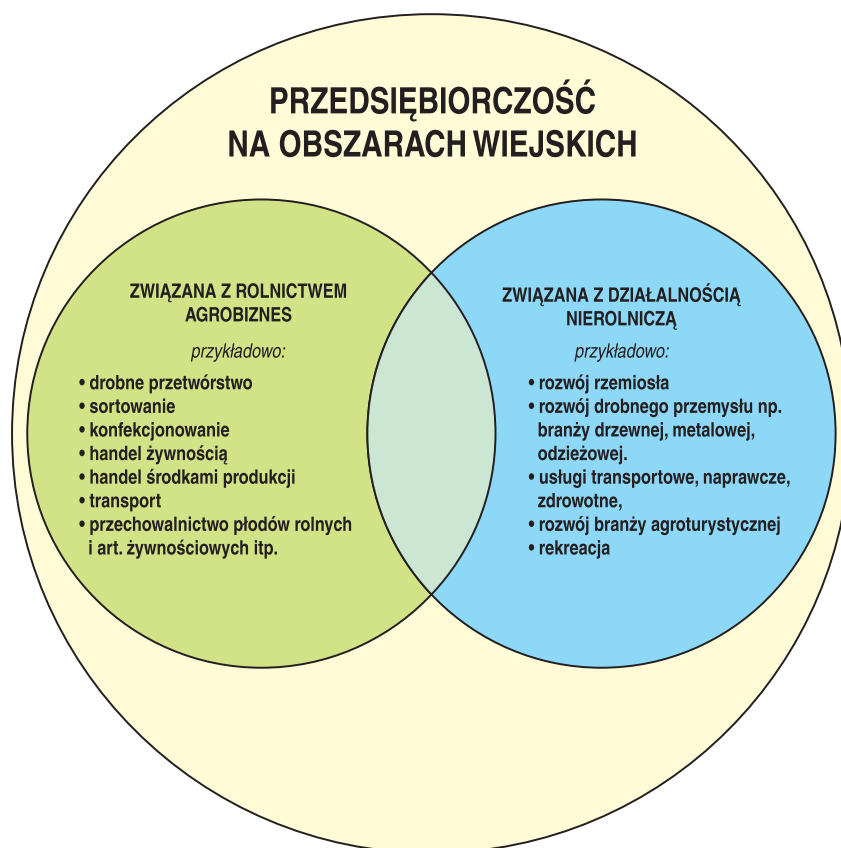 PRZEDSIĘBIORCZOŚĆ
NA OBSZARACH WIEJSKICH
ZWIĄZANA Z ROLNICTWEM
AGROBIZNES
przykładowo:
• drobne przetwórstwo
• sortowanie
• konfekcjonowanie
• handel żywnością
• handel środkami produkcji
• transport
• przechowalnictwo płodów rolnych
i art. żywnościowych itp.
ZWIĄZANA Z DZIAŁALNOŚCIĄ
NIEROLNICZĄ
przykładowo:
• rozwój rzemiosła
• rozwój drobnego przemysłu np.
branży drzewnej, metalowej,
odzieżowej.
• usługi transportowe, naprawcze,
zdrowotne,
• rozwój branży agroturystycznej
• rekreacja